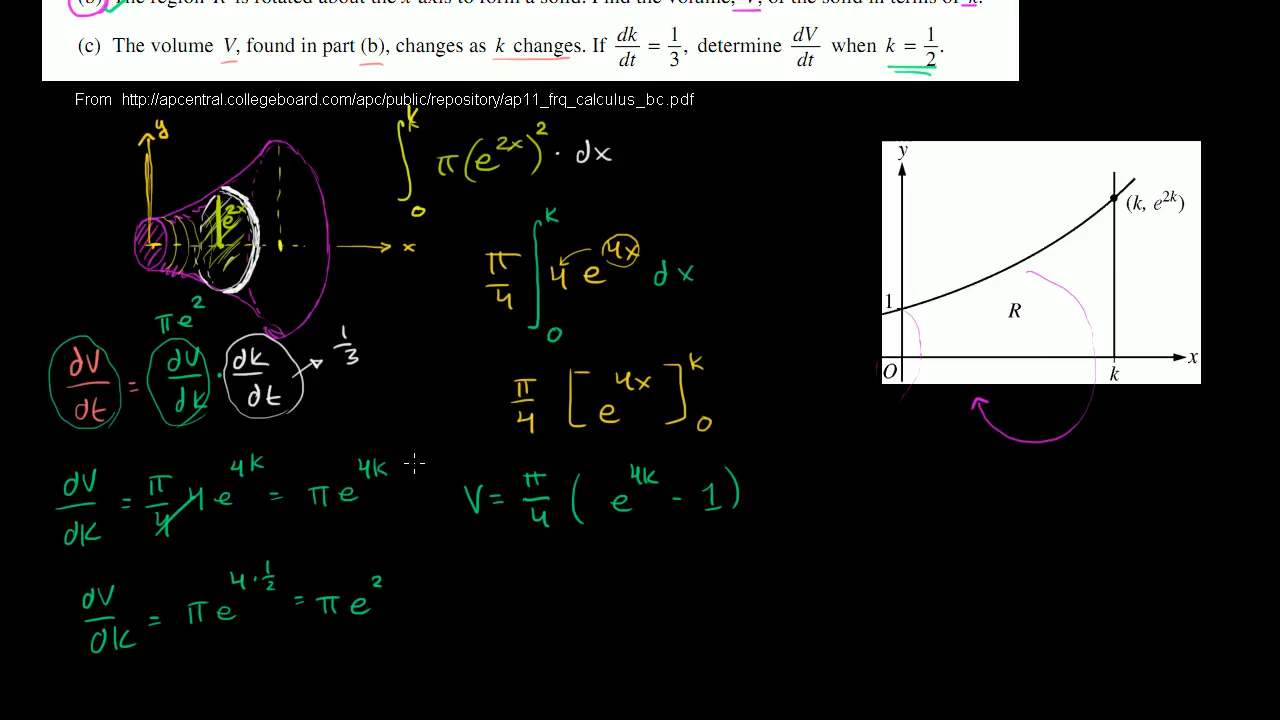 (b) The region R is rotated about the x-axis to form a solid. Find the volume, V, of the solid in terms of k.
(c) The volume V, found in part (b), changes as k changes. If dk/dt = 1/3, determine dV/dt when k = 1/2.
From http://apcentral.collegeboard.com/apc/public/repository/ap11_frq_calculus_bc.pdf
y
e^2x
x
∫_0^k π(e^2x)^2 · dx
π/4 ∫_0^k 4 e^4x dx
π/4 [e^4x]_0^k
V = π/4 (e^4k - 1)
πe^2
dV/dt = dV/dk · dk/dt → 1/3
dV/dk = π/4 4e^4k = πe^4k
dV/dk = πe^(4·1/2) = πe^2
y
(k, e^2k)
1
R
O
k
x